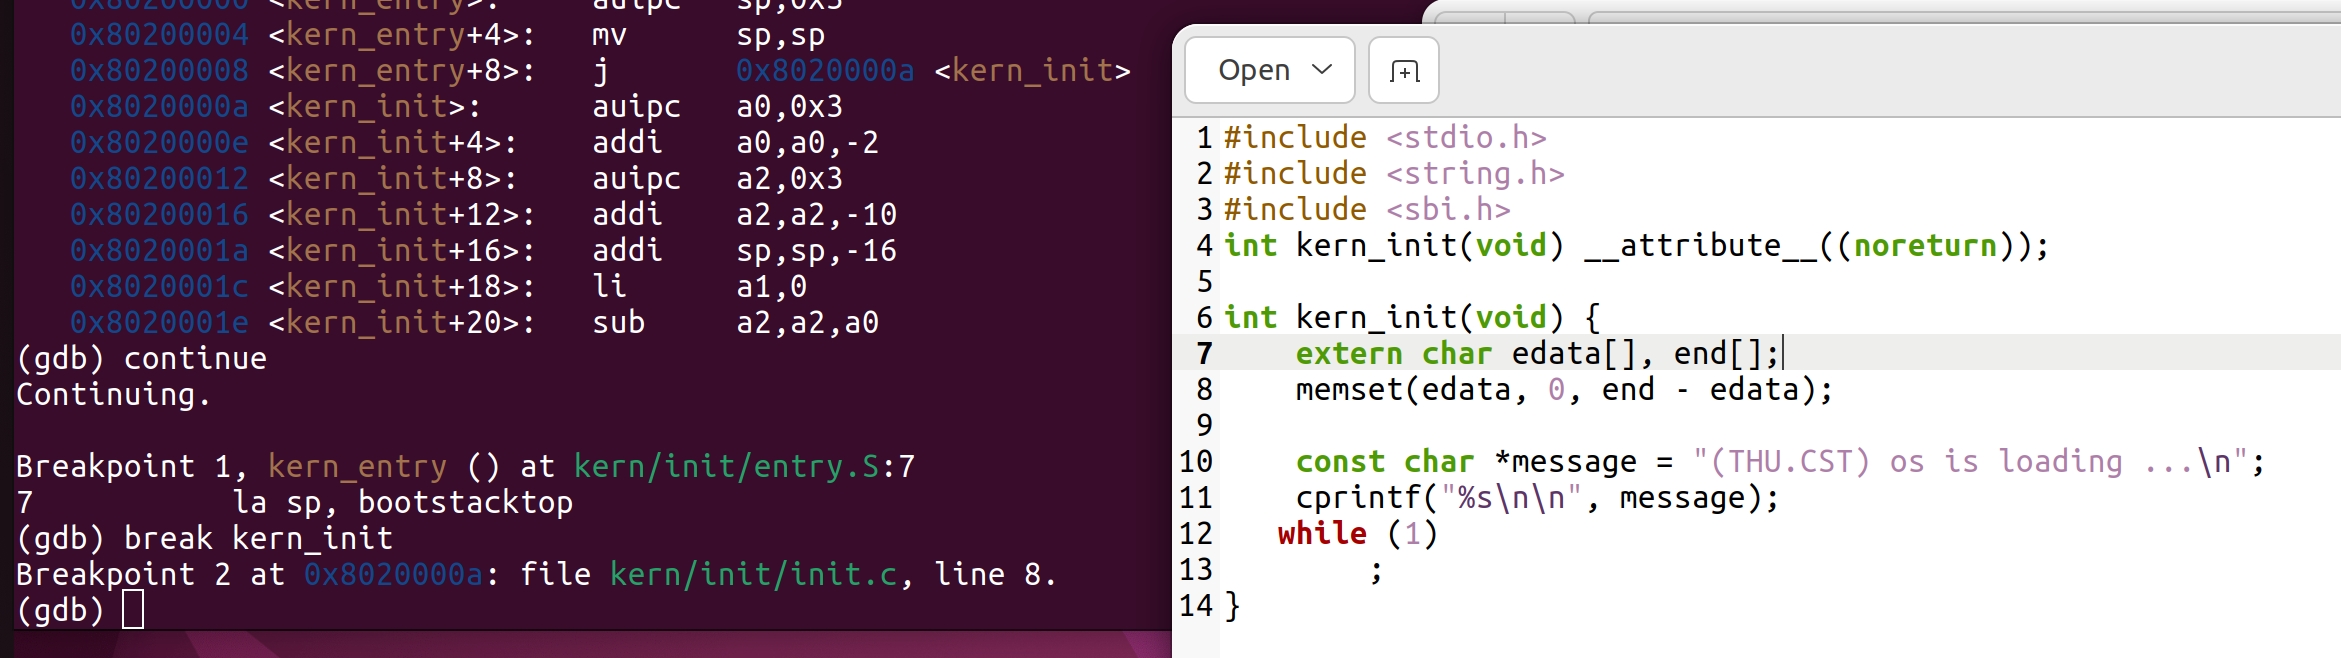 0x80200000 <kern_entry>: auipc sp,0x3
0x80200004 <kern_entry+4>: mv sp,sp
0x80200008 <kern_entry+8>: j 0x8020000a <kern_init>
0x8020000a <kern_init>: auipc a0,0x3
0x8020000e <kern_init+4>: addi a0,a0,-2
0x80200012 <kern_init+8>: auipc a2,0x3
0x80200016 <kern_init+12>: addi a2,a2,-10
0x8020001a <kern_init+16>: addi sp,sp,-16
0x8020001c <kern_init+18>: li a1,0
0x8020001e <kern_init+20>: sub a2,a2,a0
(gdb) continue
Continuing.
Breakpoint 1, kern_entry () at kern/init/entry.S:7
7 la sp, bootstacktop
(gdb) break kern_init
Breakpoint 2 at 0x8020000a: file kern/init/init.c, line 8.
(gdb)
Open
1 #include <stdio.h>
2 #include <string.h>
3 #include <sbi.h>
4 int kern_init(void) __attribute__((noreturn));
5
6 int kern_init(void) {
7 extern char edata[], end[];
8 memset(edata, 0, end - edata);
9
10 const char *message = "(THU.CST) os is loading ...\n";
11 cprintf("%s\n\n", message);
12 while (1)
13 ;
14 }